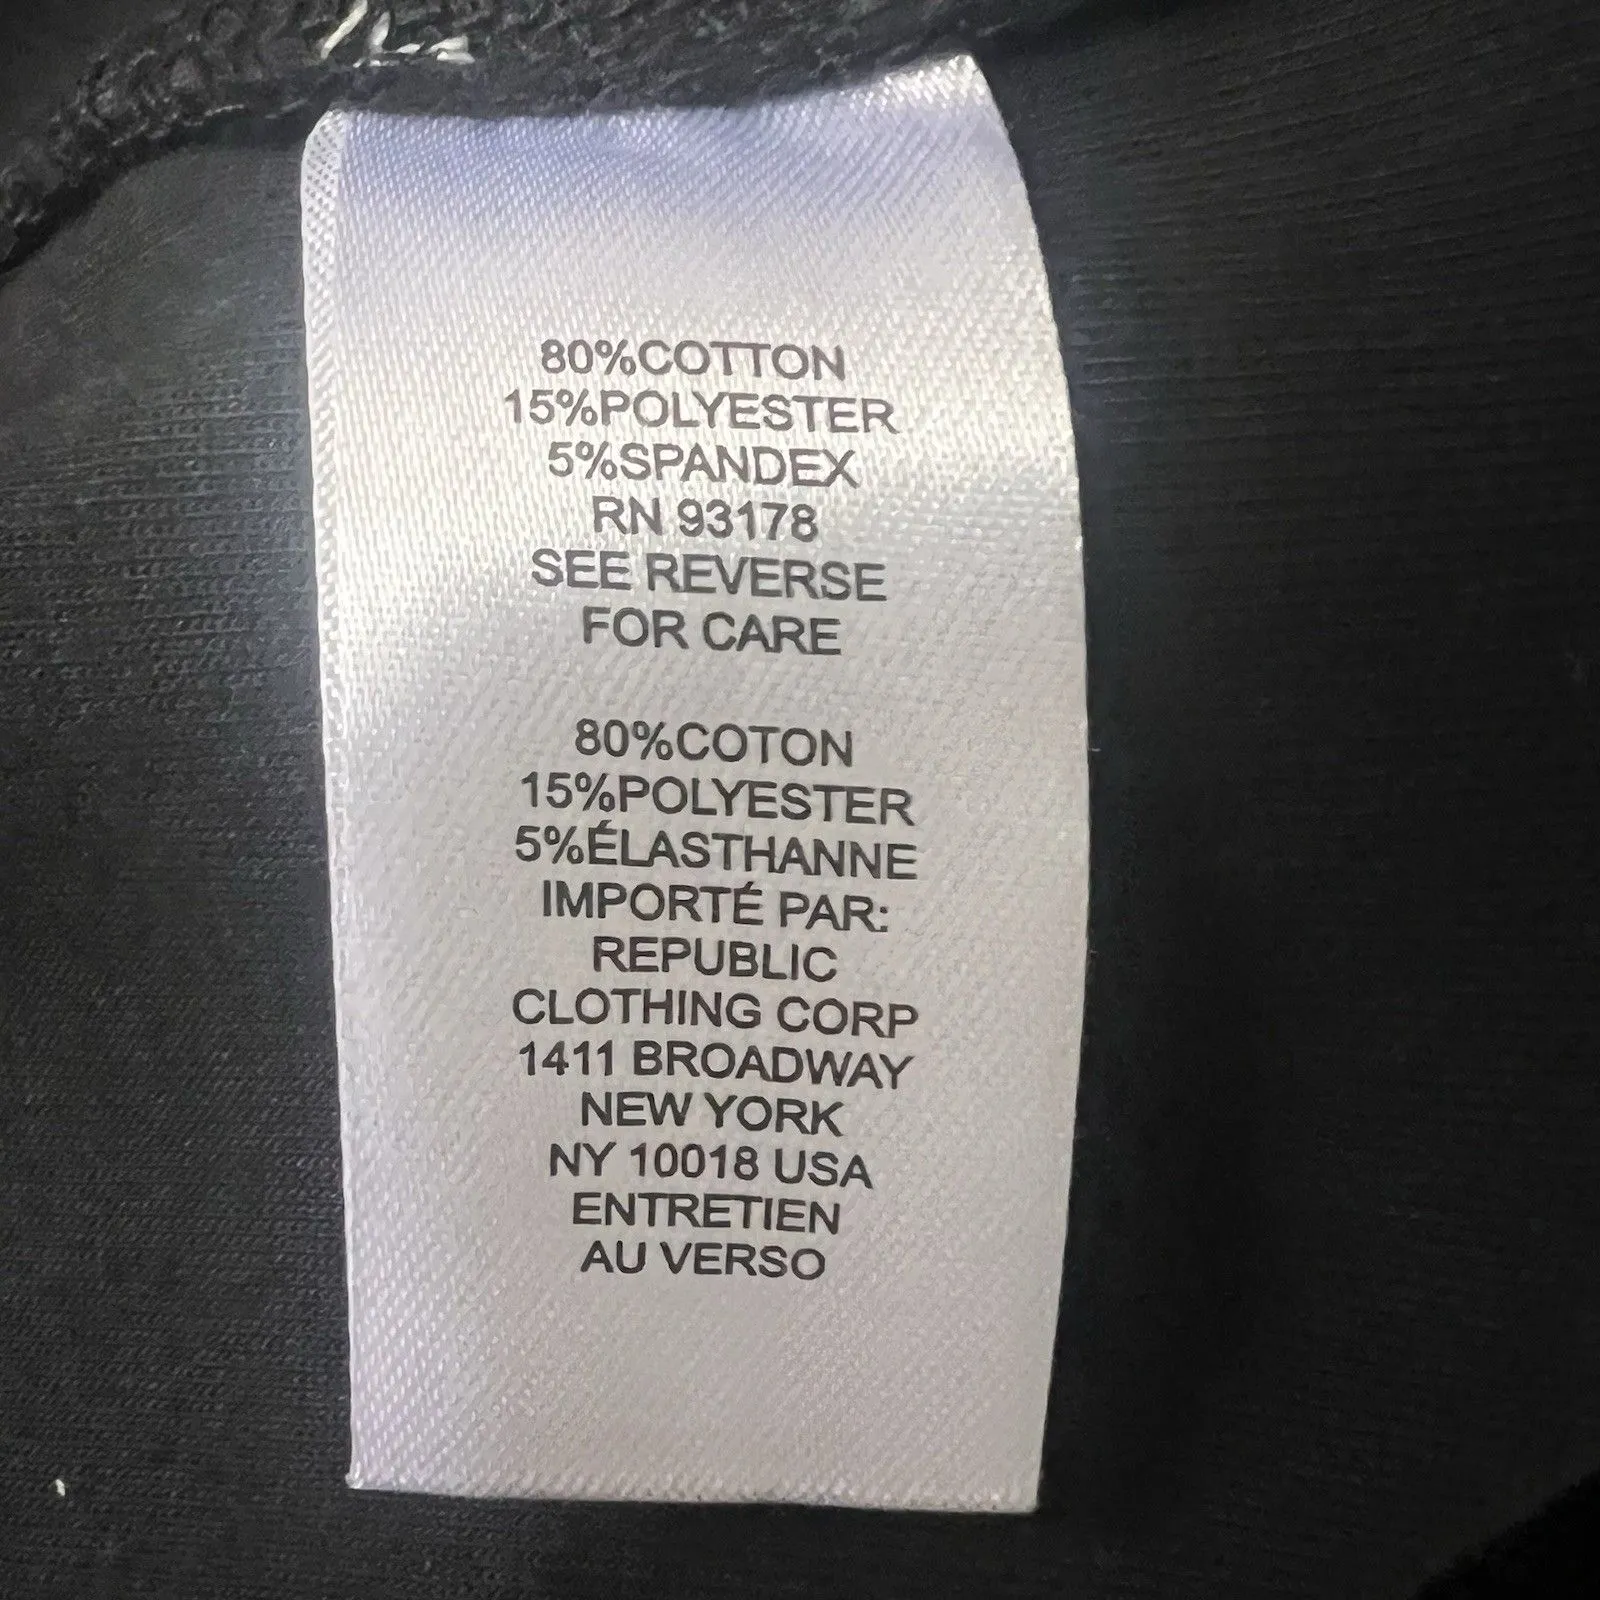 80%COTTON
15%POLYESTER
5%SPANDEX
RN 93178
SEE REVERSE
FOR CARE
80%COTON
15%POLYESTER
5%ÉLASTHANNE
IMPORTÉ PAR:
REPUBLIC
CLOTHING CORP
1411 BROADWAY
NEW YORK
NY 10018 USA
ENTRETIEN
AU VERSO